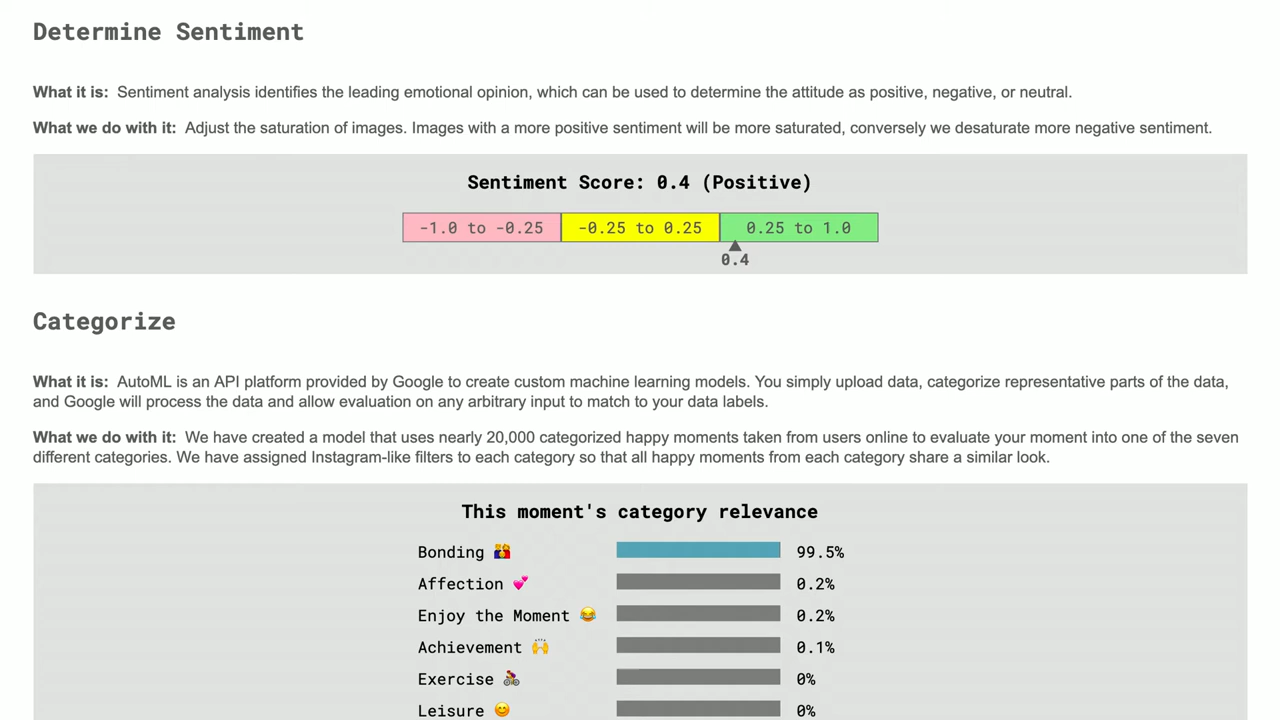 Determine Sentiment
What it is: Sentiment analysis identifies the leading emotional opinion, which can be used to determine the attitude as positive, negative, or neutral.
What we do with it: Adjust the saturation of images. Images with a more positive sentiment will be more saturated, conversely we desaturate more negative sentiment.
Sentiment Score: 0.4 (Positive)
-1.0 to -0.25 -0.25 to 0.25 0.25 to 1.0
0.4
Categorize
What it is: AutoML is an API platform provided by Google to create custom machine learning models. You simply upload data, categorize representative parts of the data,
and Google will process the data and allow evaluation on any arbitrary input to match to your data labels.
What we do with it: We have created a model that uses nearly 20,000 categorized happy moments taken from users online to evaluate your moment into one of the seven
different categories. We have assigned Instagram-like filters to each category so that all happy moments from each category share a similar look.
This moment's category relevance
Bonding 99.5%
Affection 0.2%
Enjoy the Moment 0.2%
Achievement 0.1%
Exercise 0%
Leisure 0%